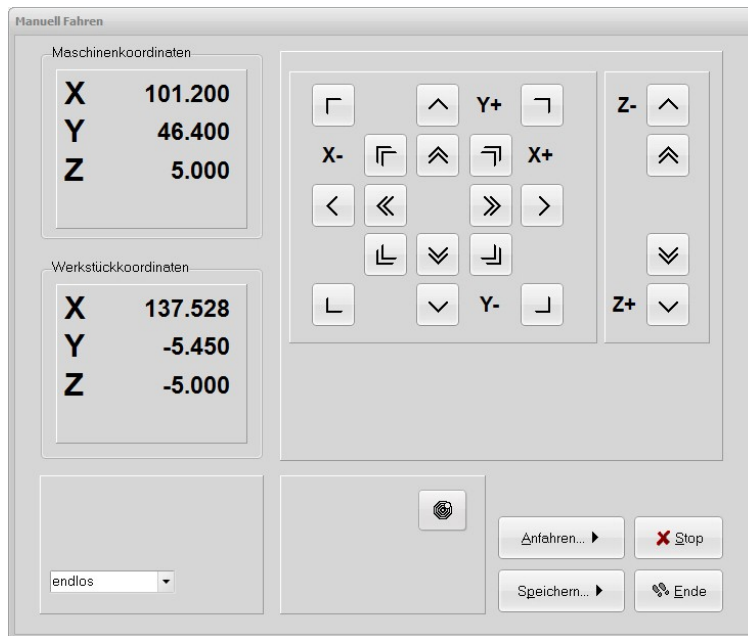 Manuell Fahren
Maschinenkoordinaten
X 101.200
Y 46.400
Z 5.000
Y+
Z-
X- X+
Y-
Z+
Werkstückkoordinaten
X 137.528
Y -5.450
Z -5.000
endlos
Anfahren...
Stop
Speichern...
Ende